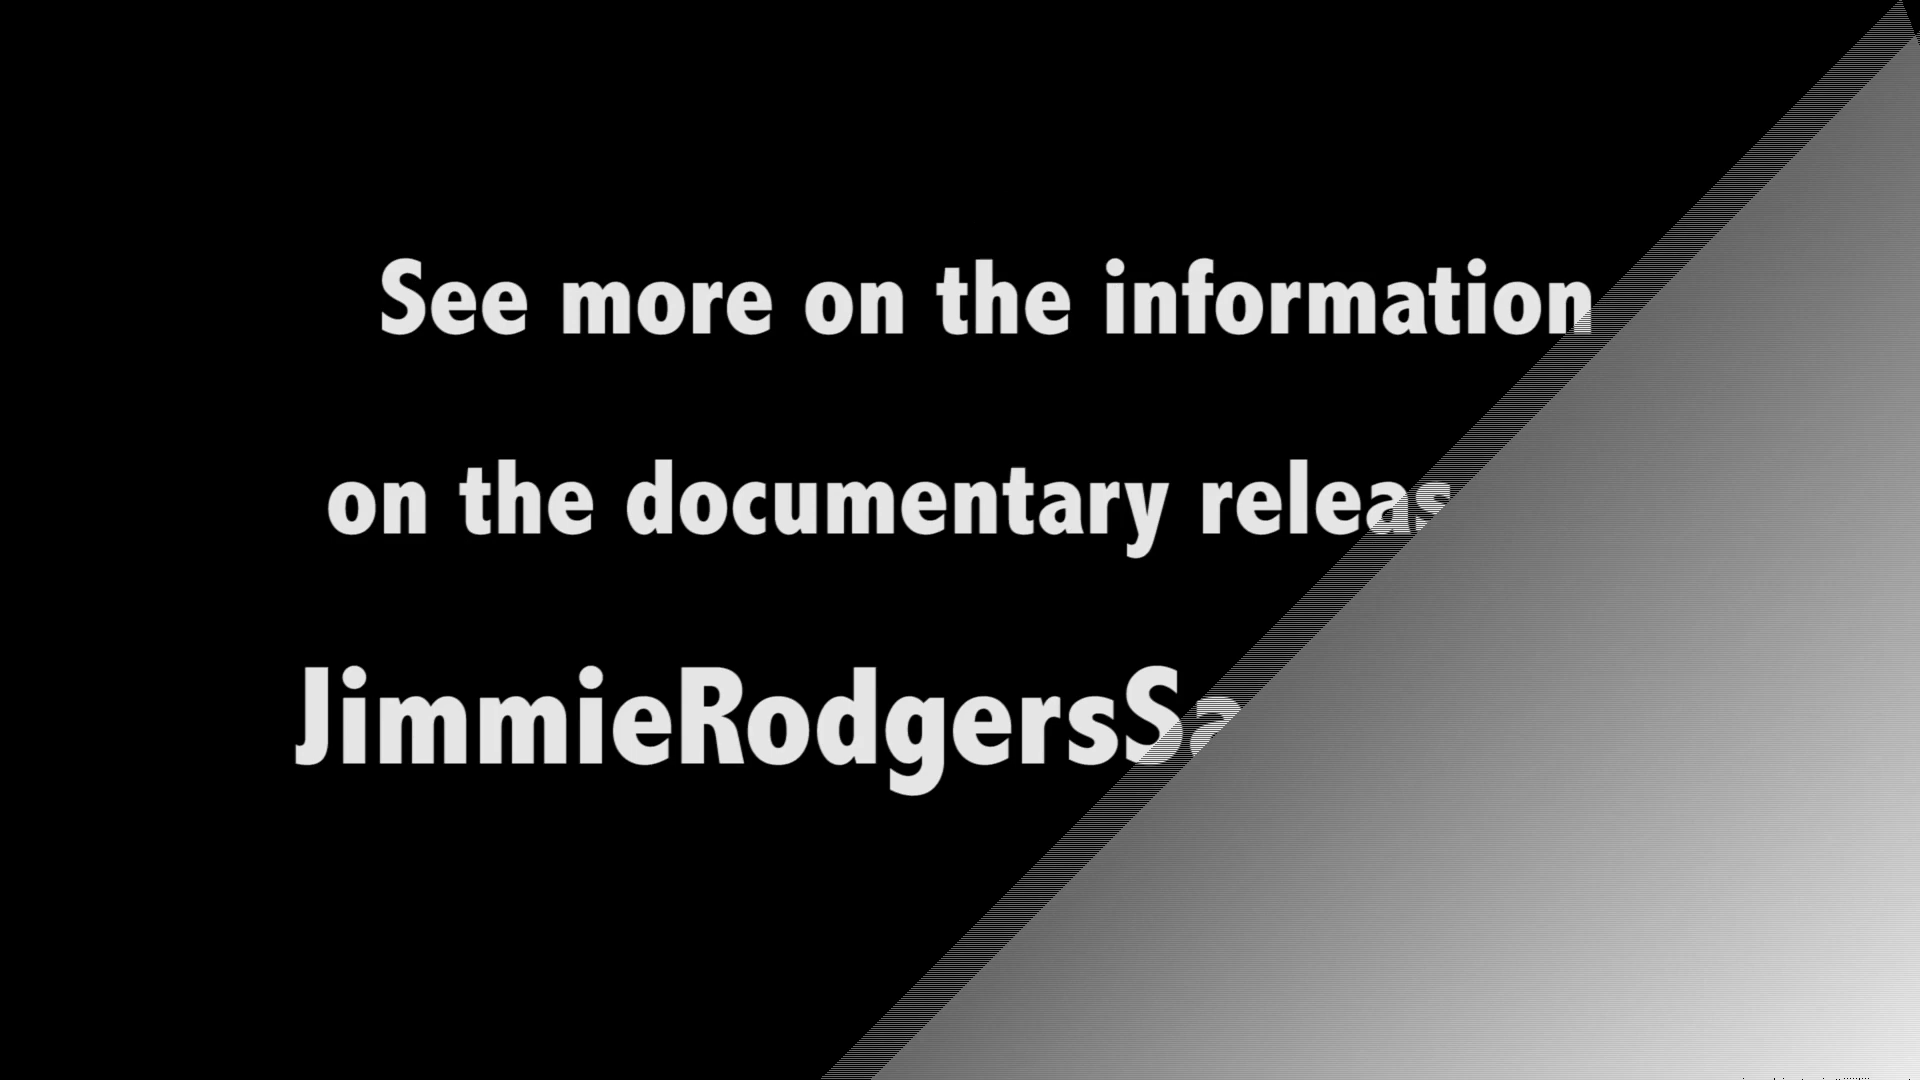 See more on the information
on the documentary releas
JimmieRodgersSa